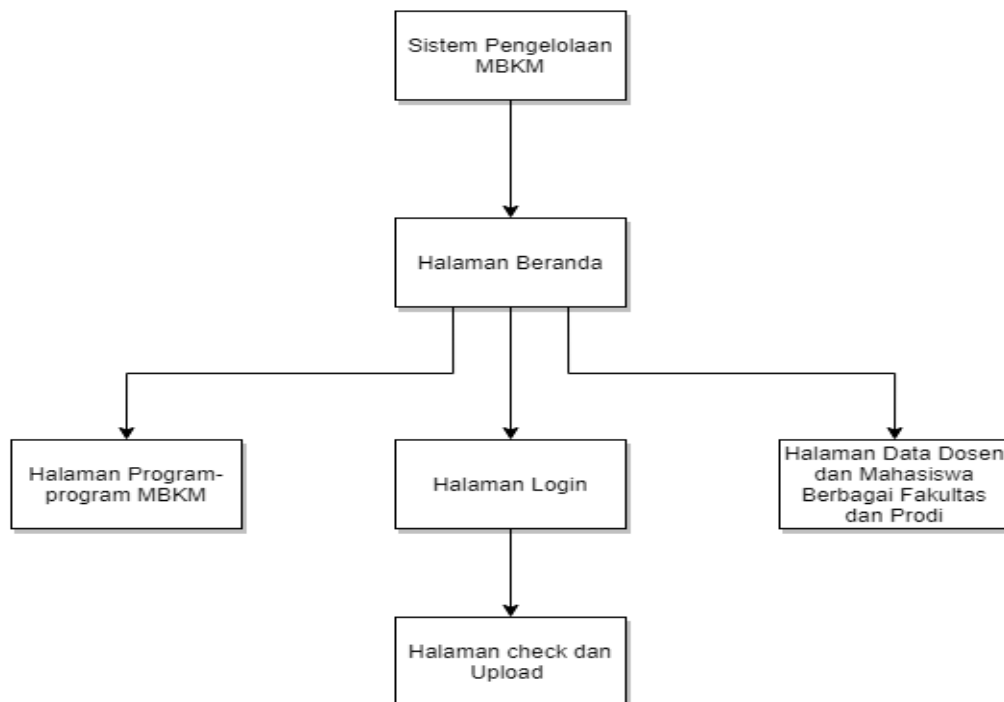 Sistem Pengelolaan
MBKM
Halaman Beranda
Halaman Program-
program MBKM
Halaman Login
Halaman Data Dosen
dan Mahasiswa
Berbagai Fakultas
dan Prodi
Halaman check dan
Upload